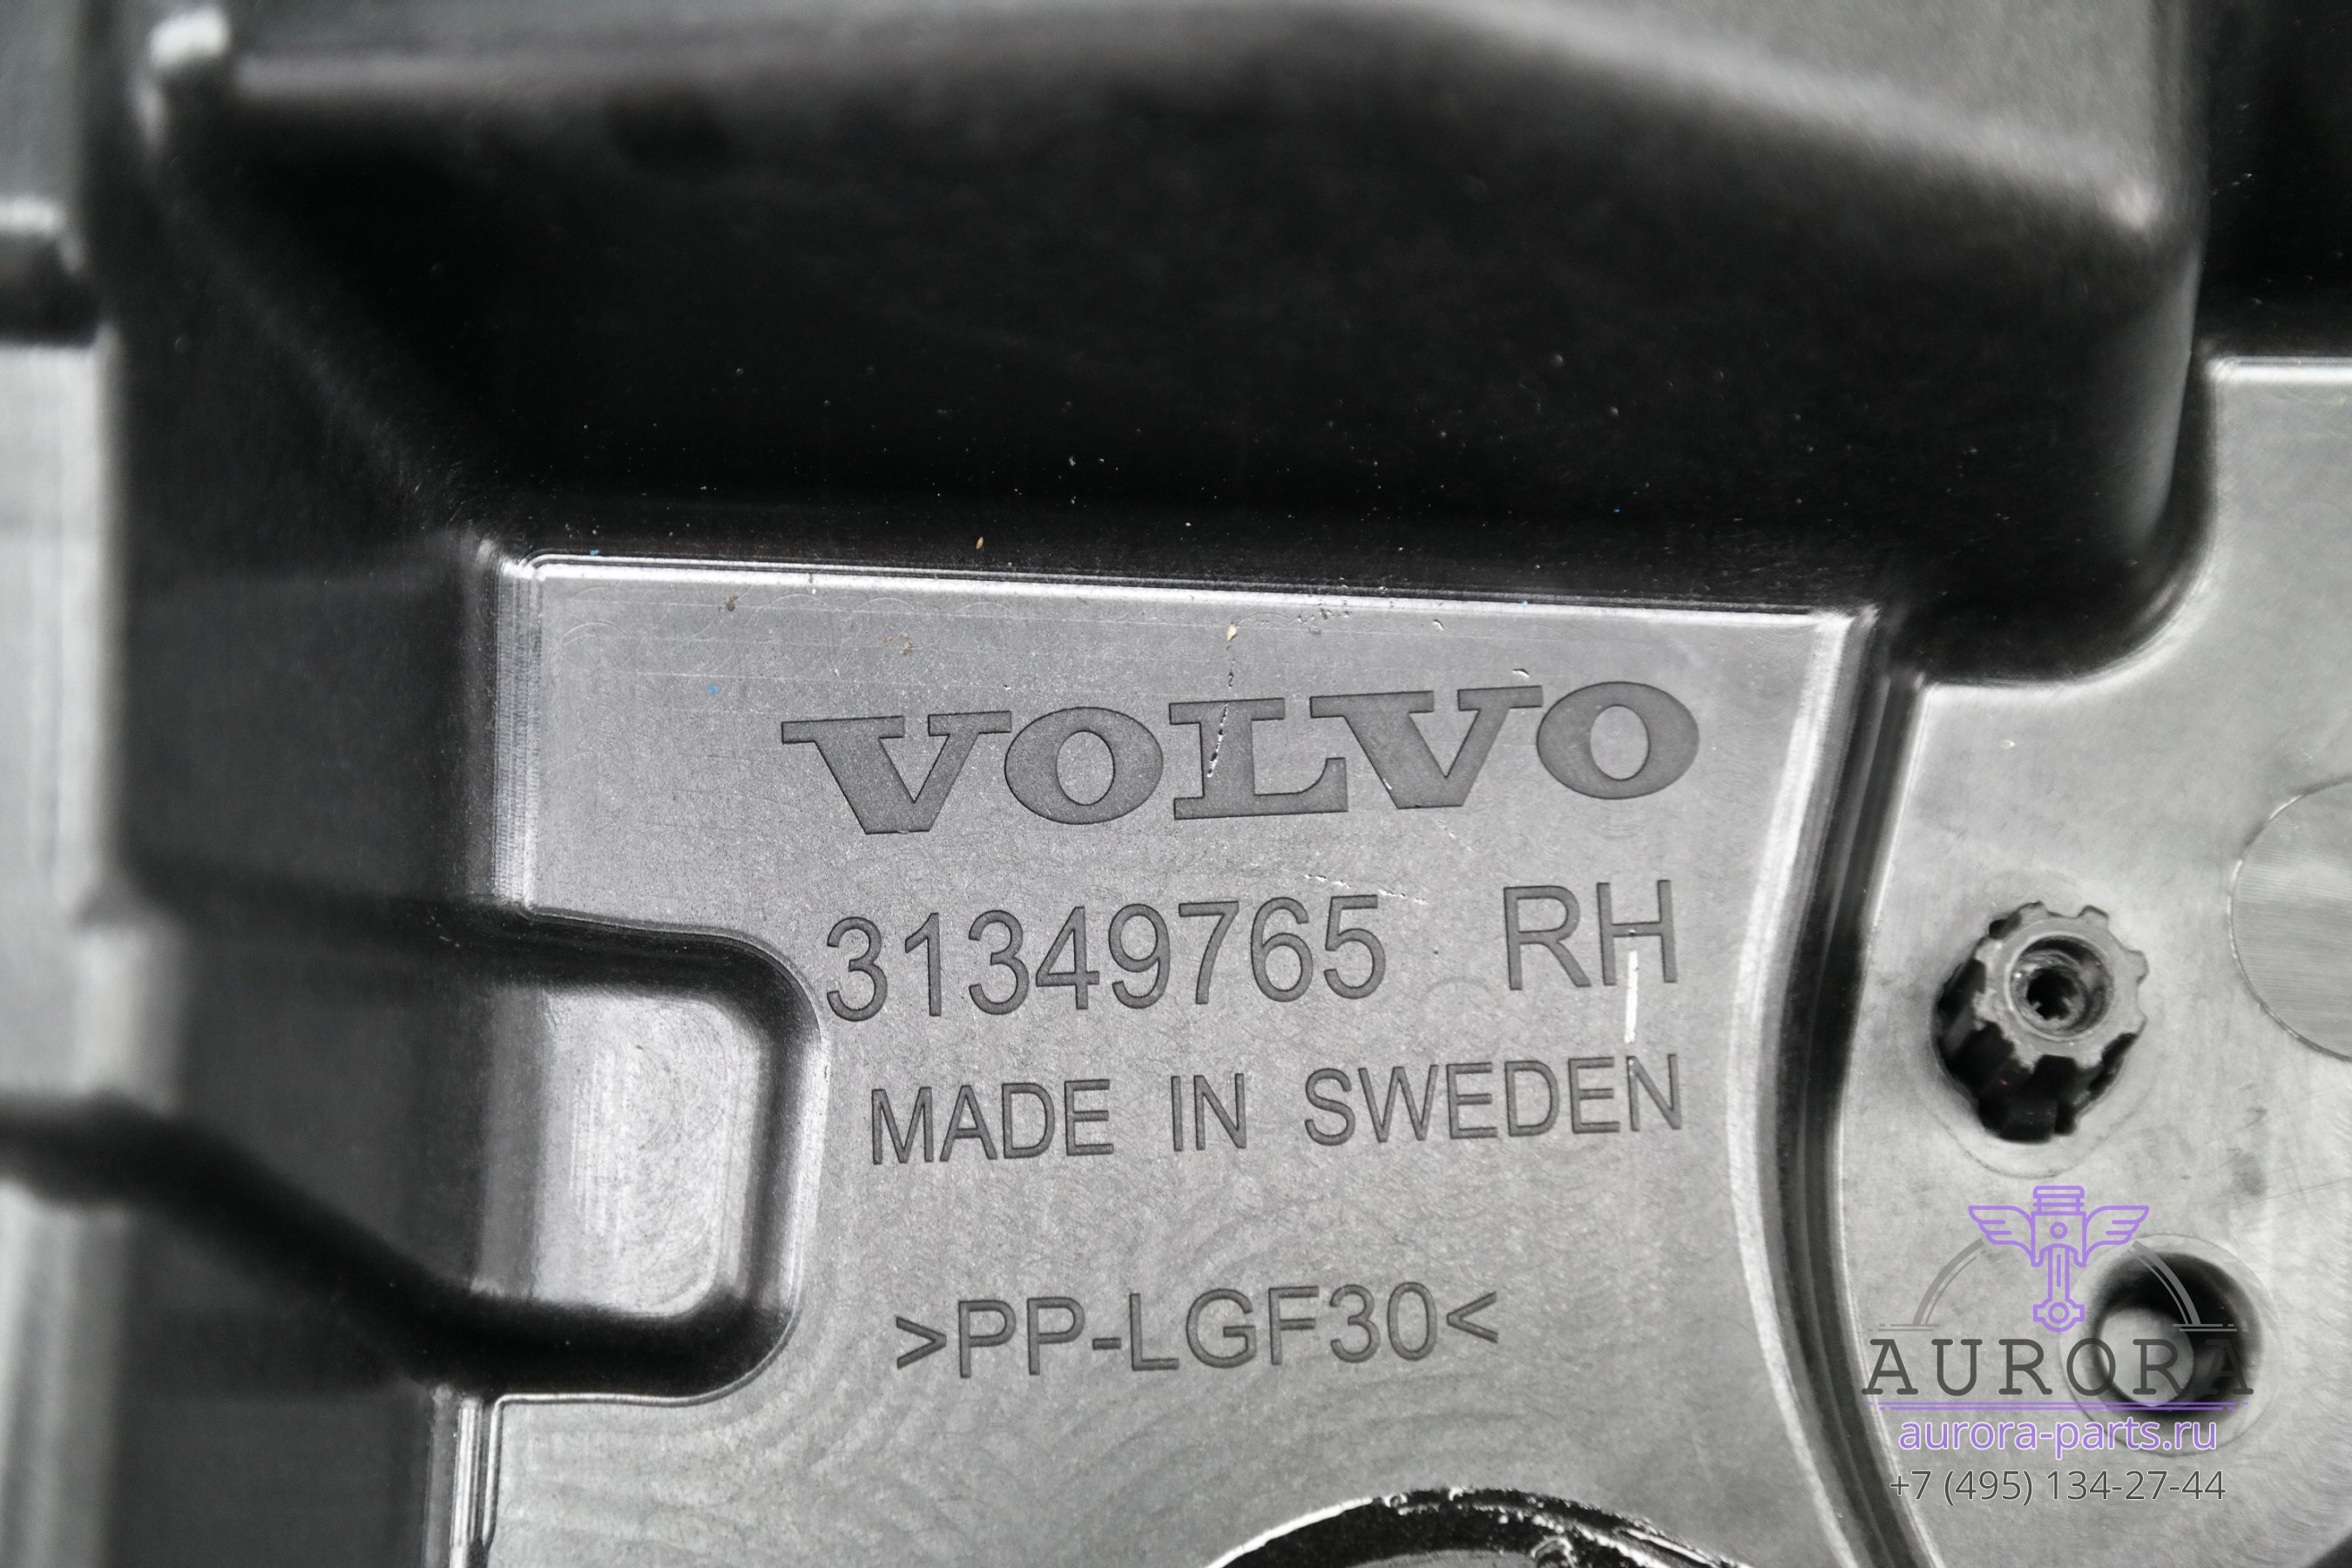 VOLVO
31349765 RH
MADE IN SWEDEN
>PP-LGF30<
AURORA
aurora-parts.ru
+7 (495) 134-27-44